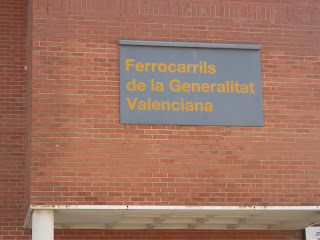 Ferrocarrils
de la Generalitat
Valenciana